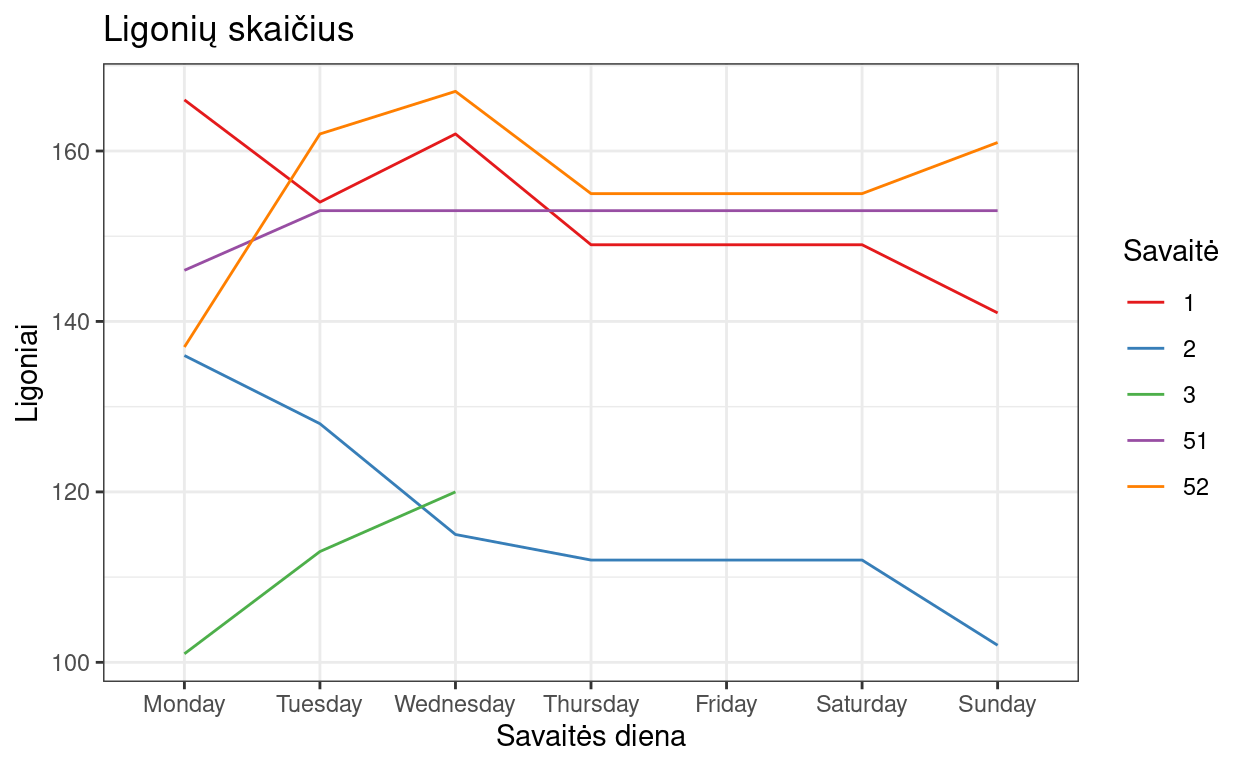 Ligonių skaičius
Ligoniai
160
140
120
100
Monday Tuesday Wednesday Thursday Friday Saturday Sunday
Savaitės diena
Savaitė
1
2
3
51
52